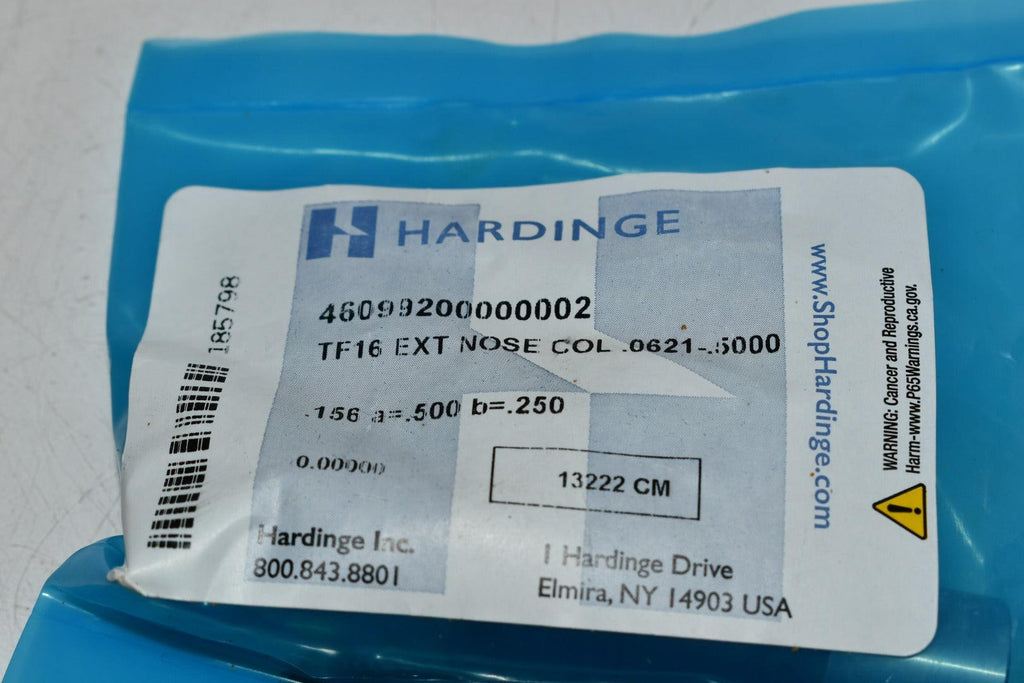 HARDINGE
46099200000002
TF16 EXT NOSE COL .0621-.5000
.156 a=.500 b=.250
0.00000
13222 CM
Hardinge Inc.
800.843.8801
1 Hardinge Drive
Elmira, NY 14903 USA
185798
www.ShopHardinge.com
WARNING: Cancer and Reproductive
Harm-www.P65Warnings.ca.gov.